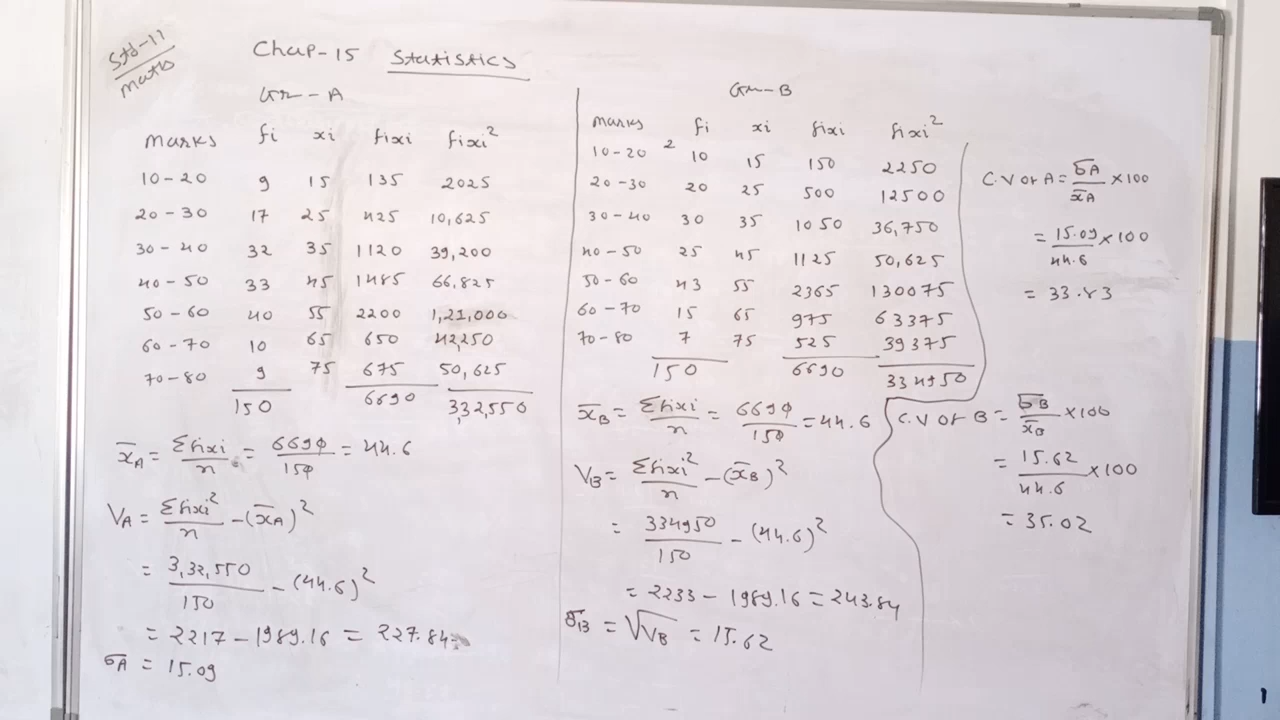 Std-11
Maths
Chap-15 Statistics
Gr-A
marks fi xi fixi fixi²
10-20 9 15 135 2025
20-30 17 25 425 10,625
30-40 32 35 1120 39,200
40-50 33 45 1485 66,825
50-60 40 55 2200 1,21,000
60-70 10 65 650 42,250
70-80 9 75 675 50,625
150 6690 332,550
x̄A = Σfixi/n = 6690/150 = 44.6
VA = Σfixi²/n - (x̄A)²
= 3,32,550/150 - (44.6)²
= 2217 - 1989.16 = 227.84
σA = 15.09
Gr-B
marks fi xi fixi fixi²
10-20 2 10 15 150 2250
20-30 20 25 500 12500
30-40 30 35 1050 36,750
40-50 25 45 1125 50,625
50-60 43 55 2365 130075
60-70 15 65 975 63375
70-80 7 75 525 39375
150 6690 334950
x̄B = Σfixi/n = 6690/150 = 44.6
VB = Σfixi²/n - (x̄B)²
= 334950/150 - (44.6)²
= 2233 - 1989.16 = 243.84
σB = √VB = 15.62
C.V of A = σA/x̄A × 100
= 15.09/44.6 × 100
= 33.83
C.V of B = σB/x̄B × 100
= 15.62/44.6 × 100
= 35.02